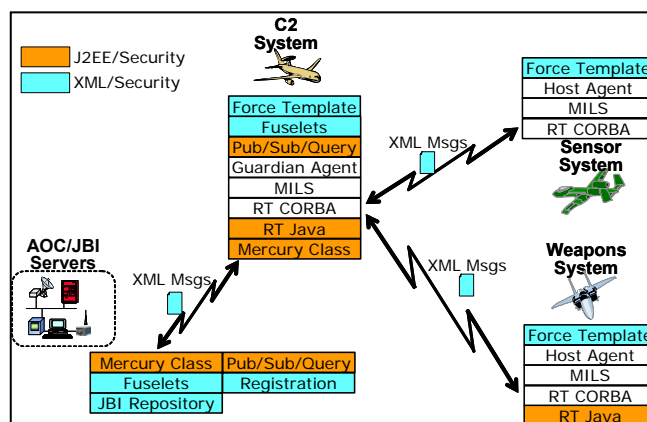 C2
System
J2EE/Security
XML/Security
Force Template
Fuselets
Pub/Sub/Query
Guardian Agent
MILS
RT CORBA
RT Java
Mercury Class
XML Msgs
Force Template
Host Agent
MILS
RT CORBA
Sensor
System
AOC/JBI
Servers
XML Msgs
XML Msgs
Weapons
System
Force Template
Host Agent
MILS
RT CORBA
RT Java
Mercury Class Pub/Sub/Query
Fuselets Registration
JBI Repository